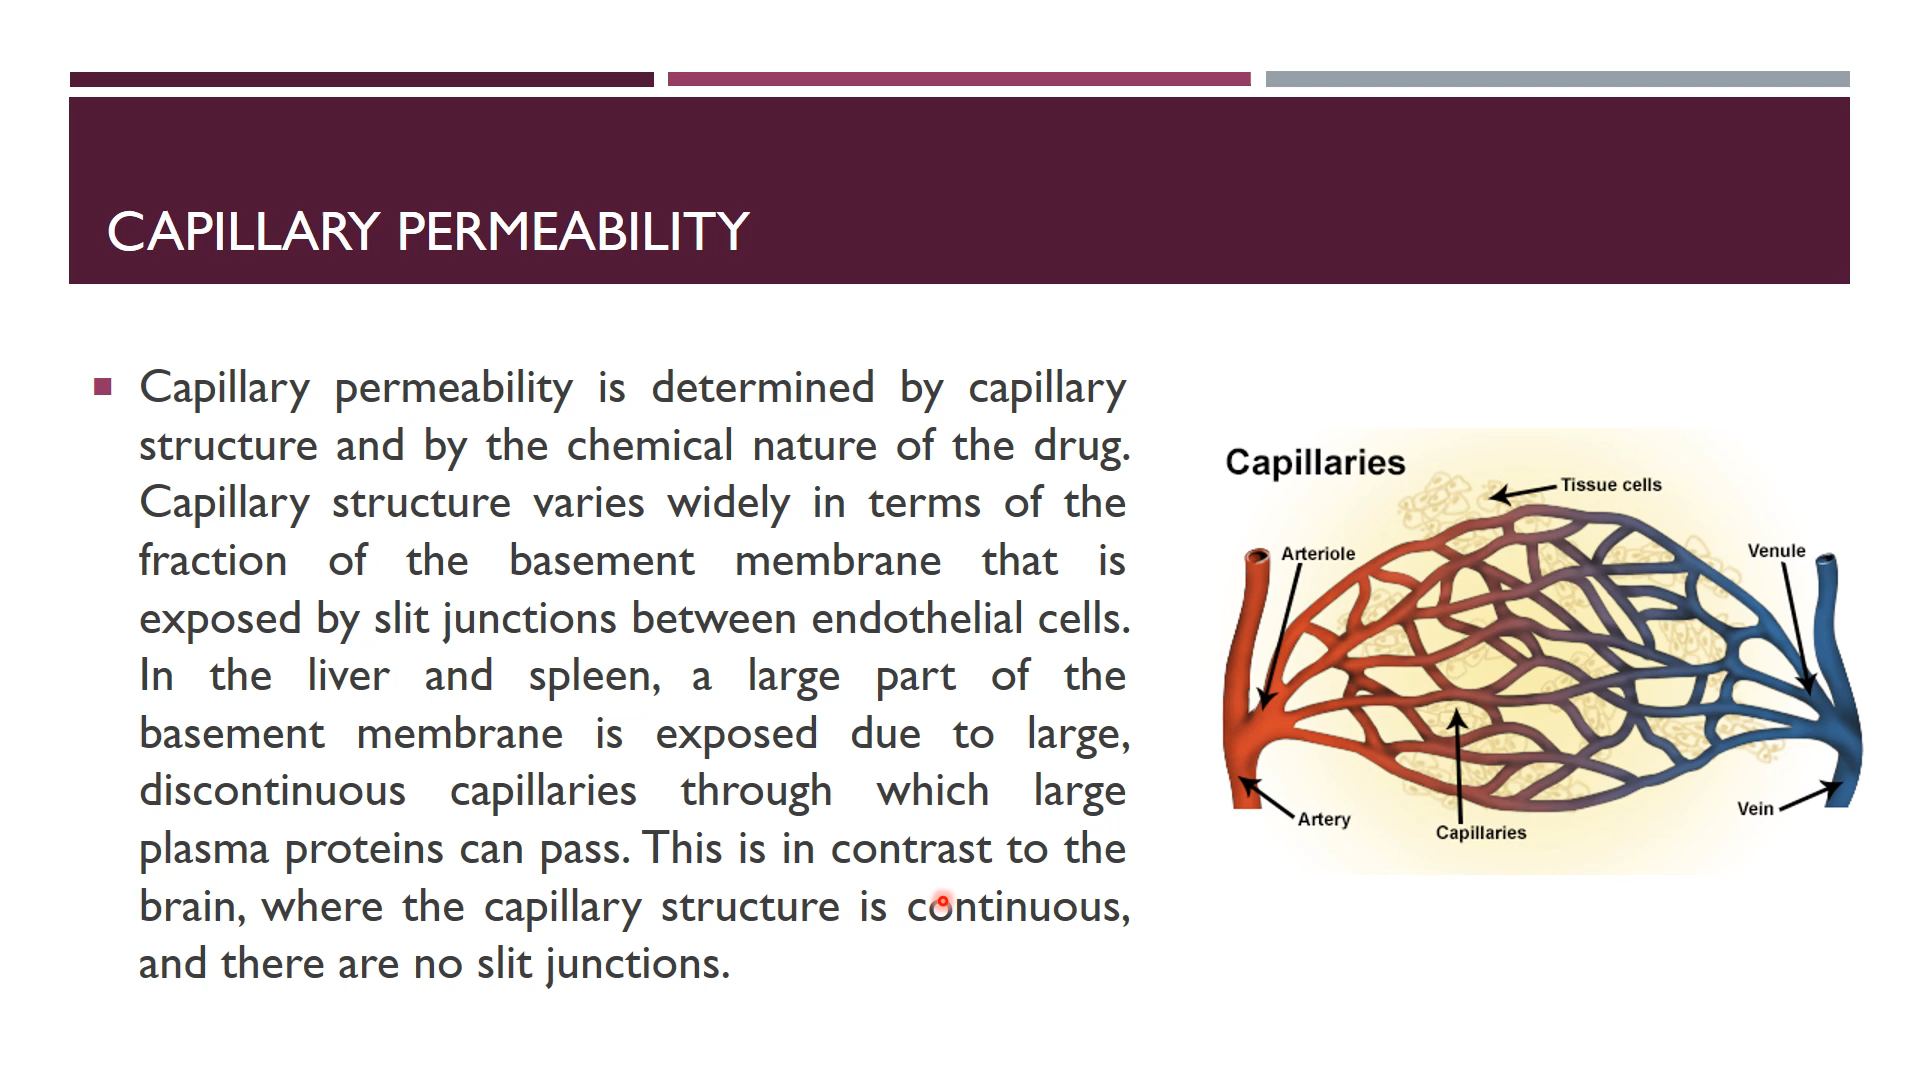 CAPILLARY PERMEABILITY
Capillary permeability is determined by capillary
structure and by the chemical nature of the drug.
Capillary structure varies widely in terms of the
fraction of the basement membrane that is
exposed by slit junctions between endothelial cells.
In the liver and spleen, a large part of the
basement membrane is exposed due to large,
discontinuous capillaries through which large
plasma proteins can pass. This is in contrast to the
brain, where the capillary structure is continuous,
and there are no slit junctions.
Capillaries
Tissue cells
Arteriole
Venule
Artery
Capillaries
Vein